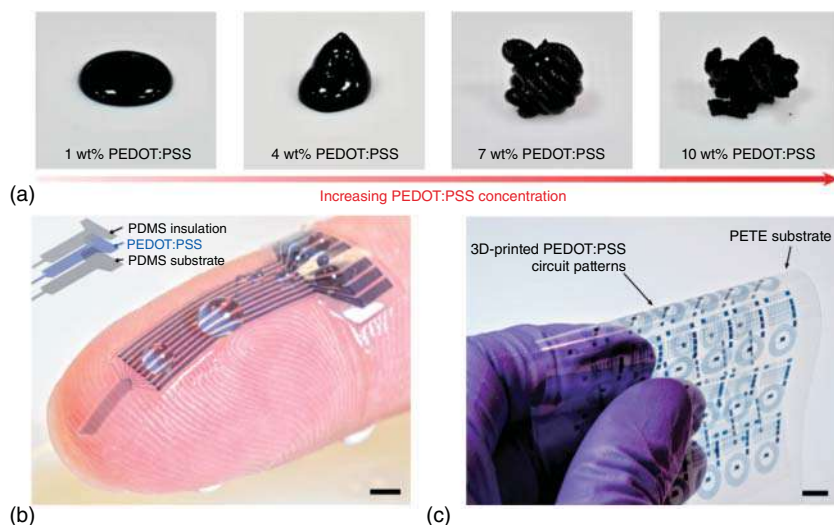 1 wt% PEDOT:PSS
4 wt% PEDOT:PSS
7 wt% PEDOT:PSS
10 wt% PEDOT:PSS
(a)
Increasing PEDOT:PSS concentration
PDMS insulation
PEDOT:PSS
PDMS substrate
(b)
3D-printed PEDOT:PSS
circuit patterns
PETE substrate
(c)